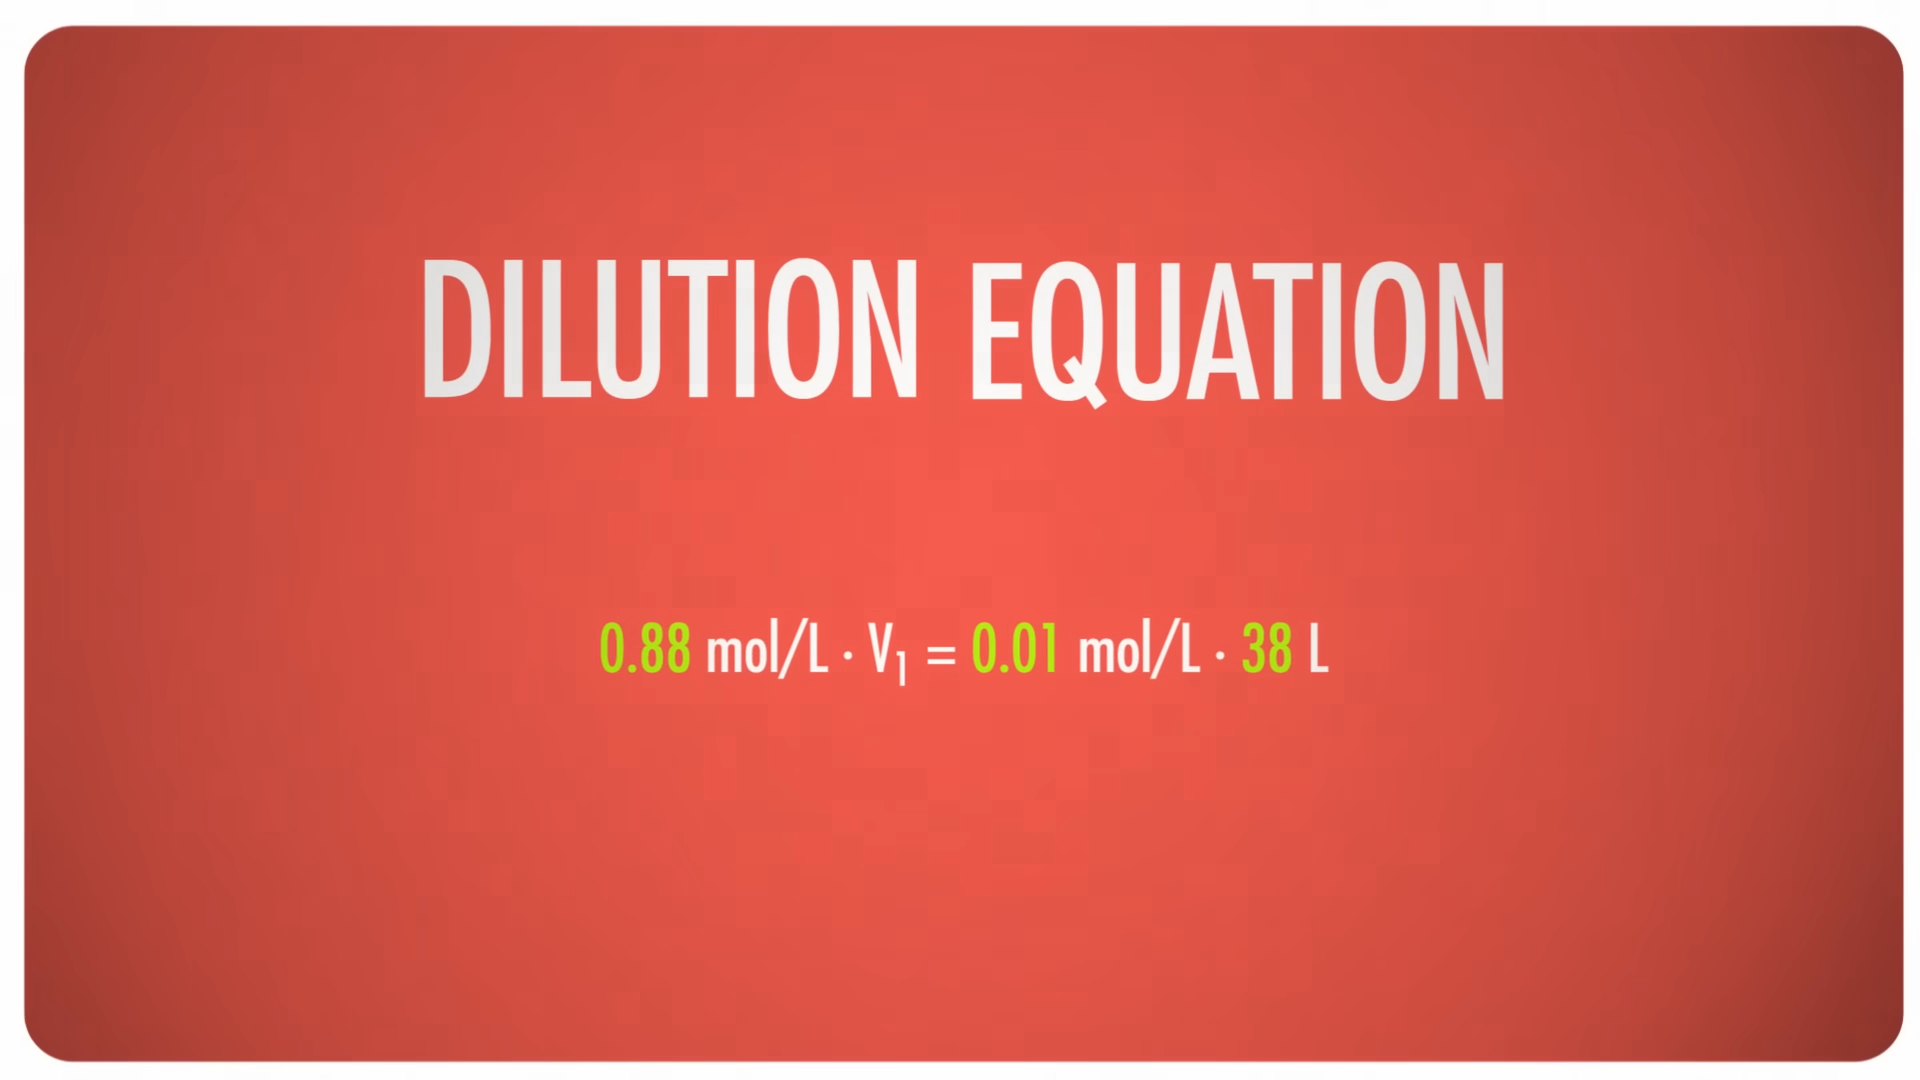 DILUTION EQUATION
0.88 mol/L · V₁ = 0.01 mol/L · 38 L